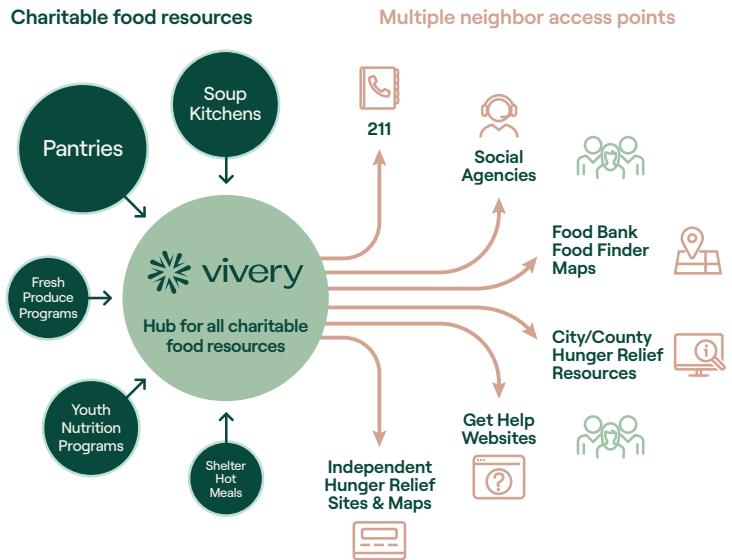 Charitable food resources
Multiple neighbor access points
Soup
Kitchens
Pantries
Fresh
Produce
Programs
Youth
Nutrition
Programs
Shelter
Hot
Meals
vivery
Hub for all charitable
food resources
211
Social
Agencies
Food Bank
Food Finder
Maps
City/County
Hunger Relief
Resources
Get Help
Websites
Independent
Hunger Relief
Sites & Maps